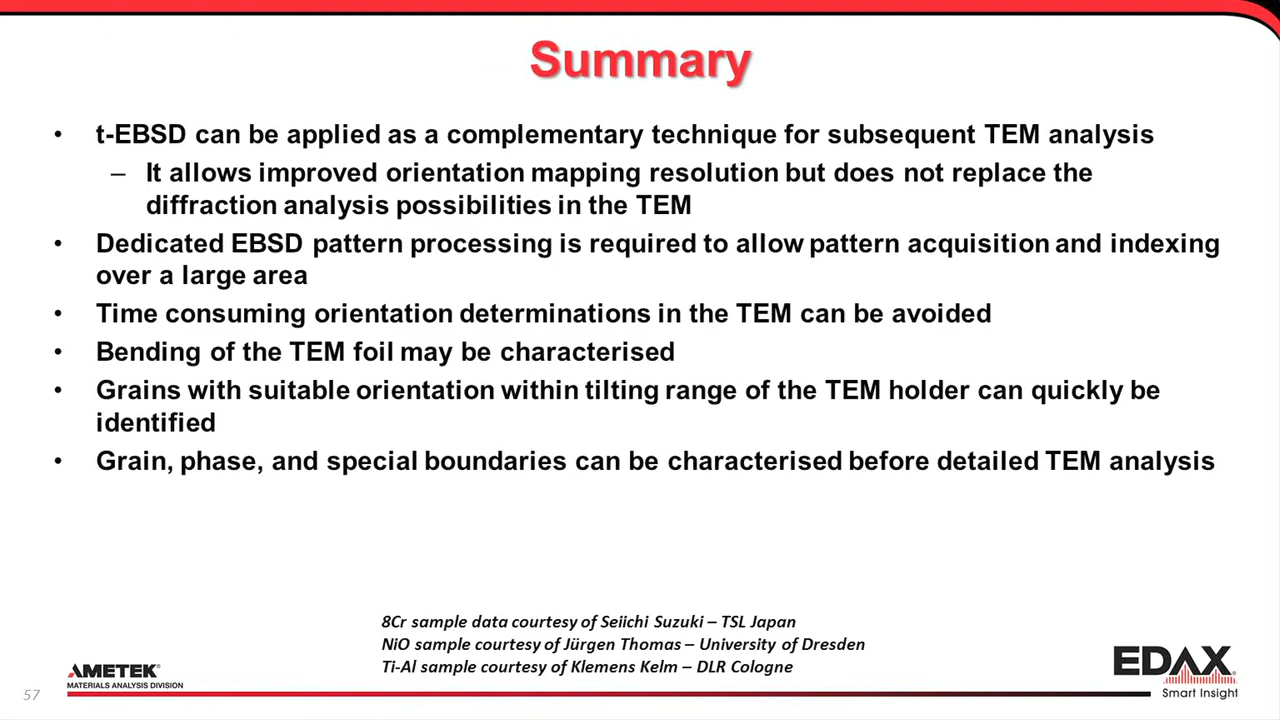 Summary
• t-EBSD can be applied as a complementary technique for subsequent TEM analysis
– It allows improved orientation mapping resolution but does not replace the
diffraction analysis possibilities in the TEM
• Dedicated EBSD pattern processing is required to allow pattern acquisition and indexing
over a large area
• Time consuming orientation determinations in the TEM can be avoided
• Bending of the TEM foil may be characterised
• Grains with suitable orientation within tilting range of the TEM holder can quickly be
identified
• Grain, phase, and special boundaries can be characterised before detailed TEM analysis
8Cr sample data courtesy of Seiichi Suzuki – TSL Japan
NiO sample courtesy of Jürgen Thomas – University of Dresden
Ti-Al sample courtesy of Klemens Kelm – DLR Cologne
57
AMETEK®
MATERIALS ANALYSIS DIVISION
EDAX®
Smart Insight